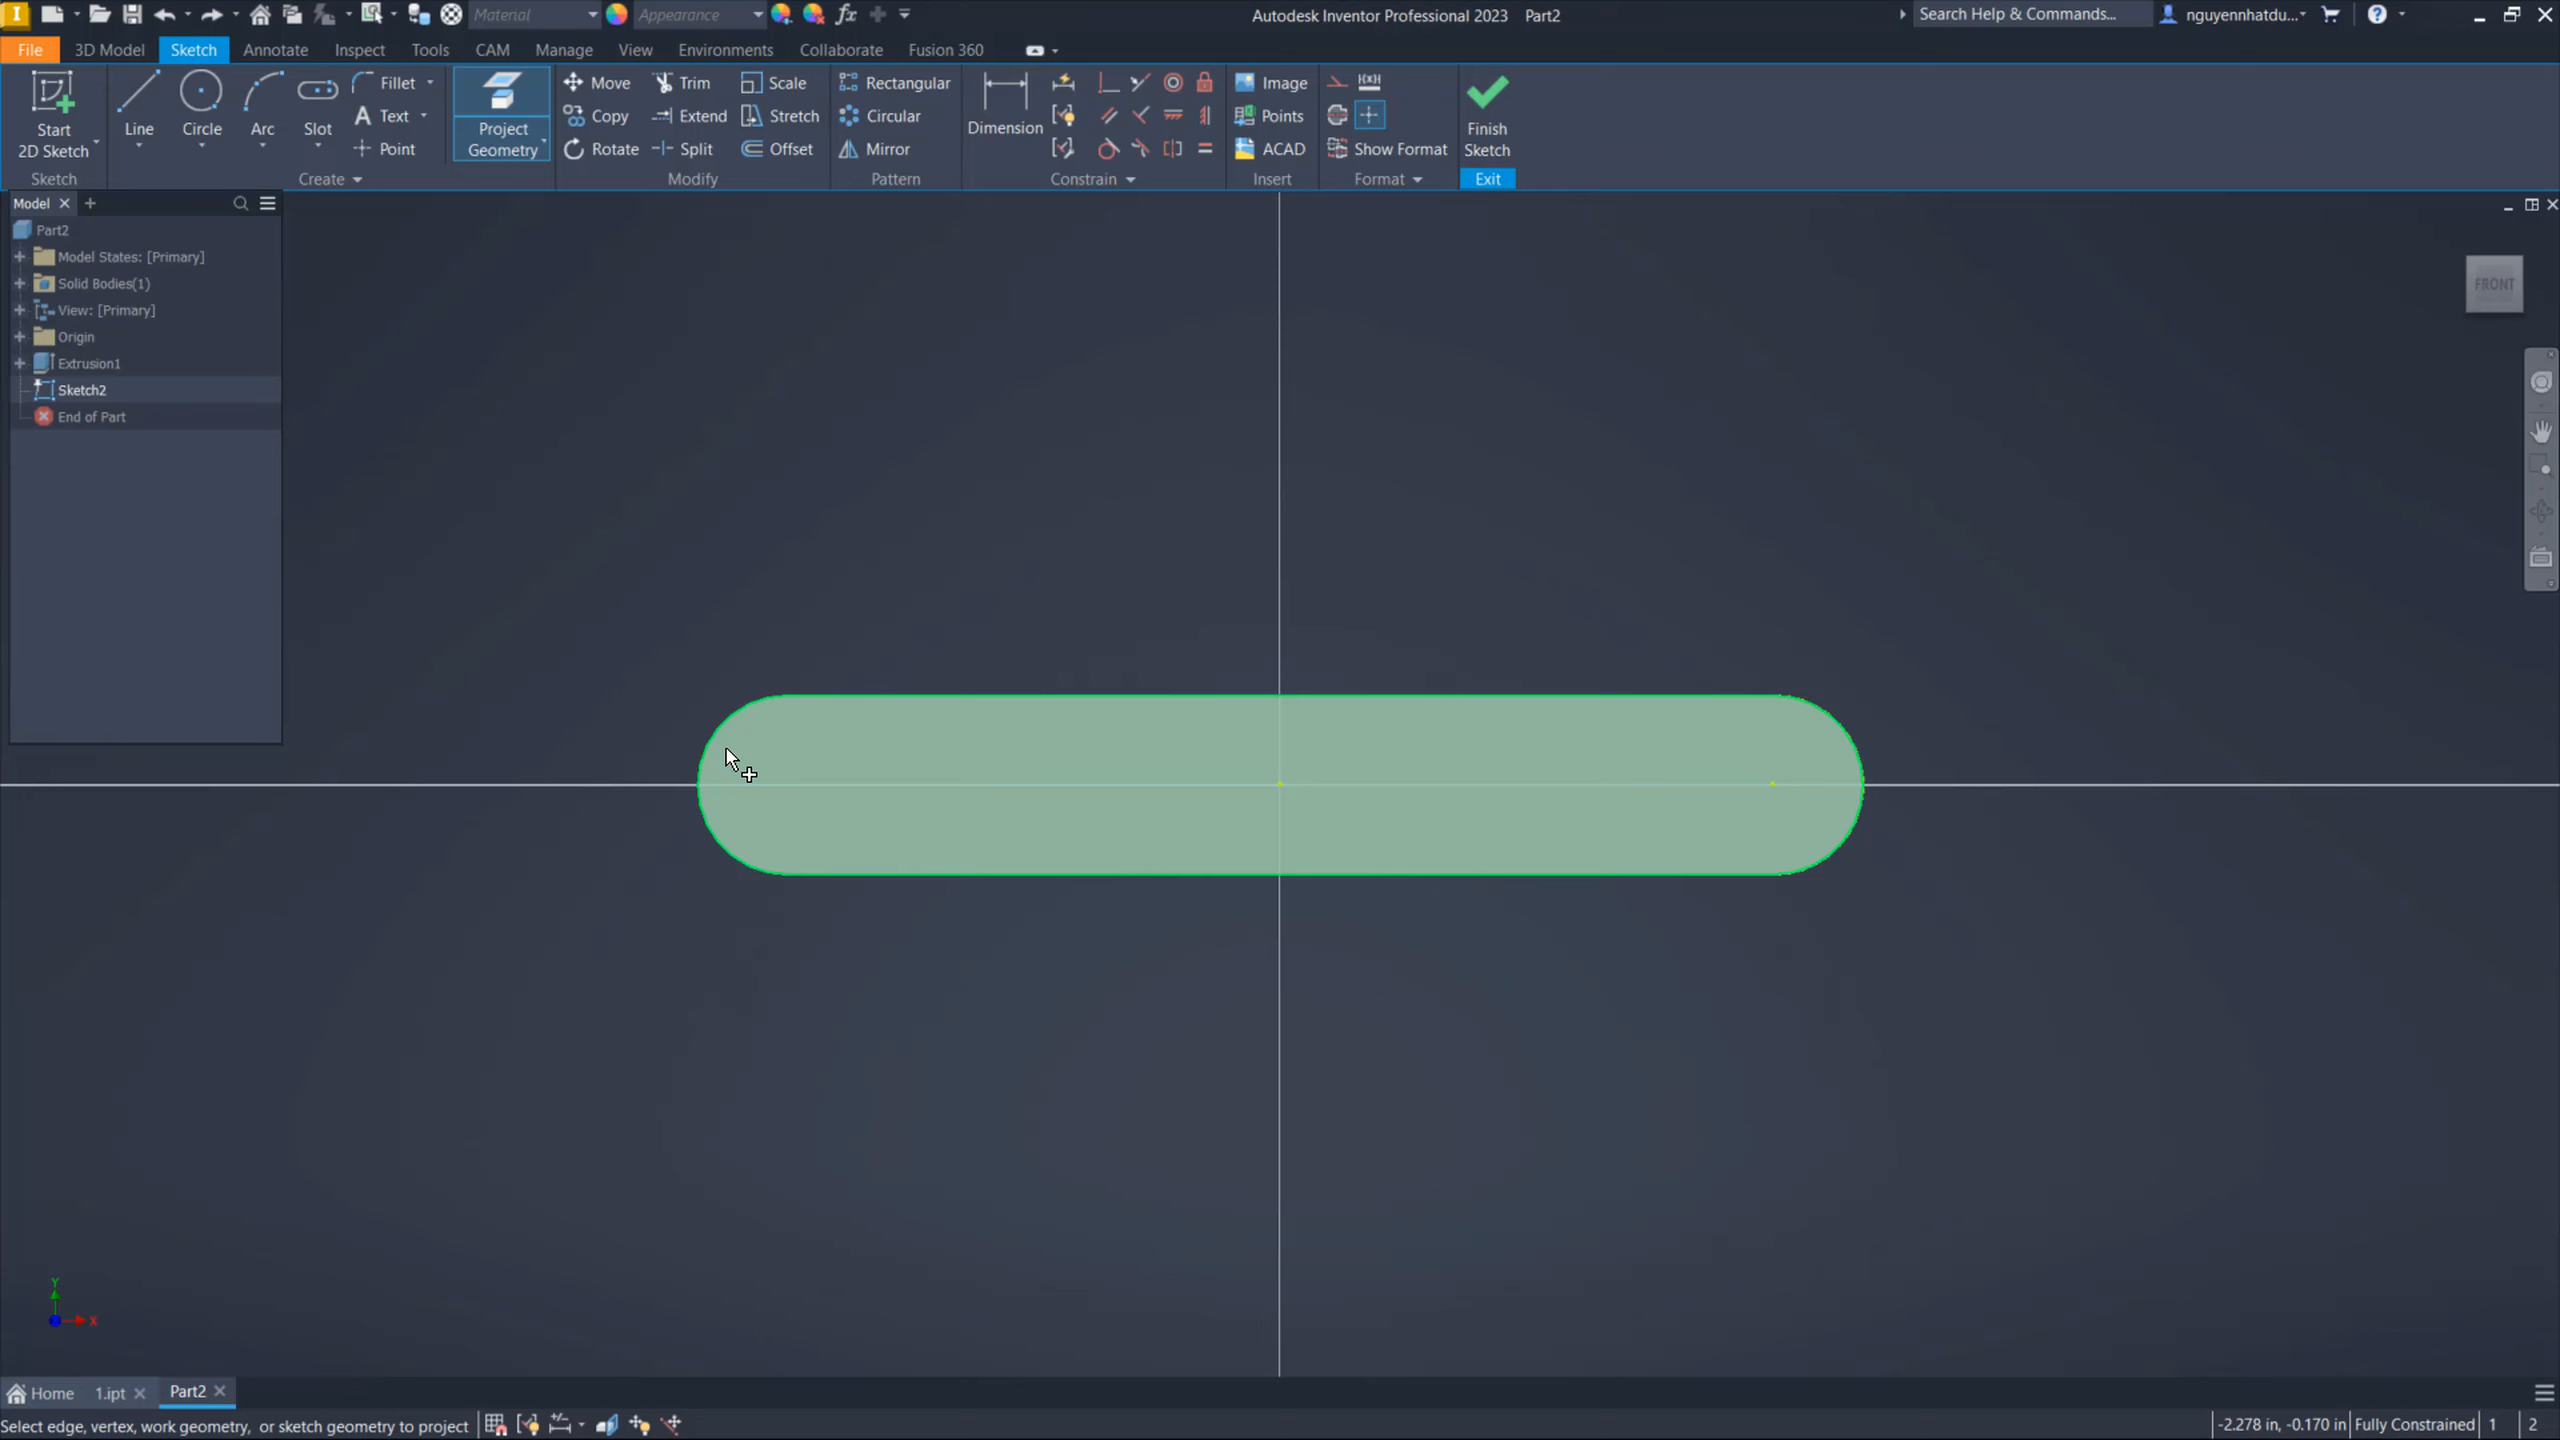 I Material Appearance fx Autodesk Inventor Professional 2023 Part2 Search Help & Commands... nguyennhatdu... ?
File 3D Model Sketch Annotate Inspect Tools CAM Manage View Environments Collaborate Fusion 360
Start 2D Sketch
Line
Circle
Arc
Slot
Fillet
A Text
Point
Project Geometry
Move Trim Scale
Copy Extend Stretch
Rotate Split Offset
Rectangular
Circular
Mirror
Dimension
Image
Points
ACAD
Show Format
Finish Sketch
Sketch Create Modify Pattern Constrain Insert Format Exit
Model
Part2
Model States: [Primary]
Solid Bodies(1)
View: [Primary]
Origin
Extrusion1
Sketch2
End of Part
FRONT
Y
X
Home 1.ipt Part2
Select edge, vertex, work geometry, or sketch geometry to project -2.278 in, -0.170 in Fully Constrained 1 2